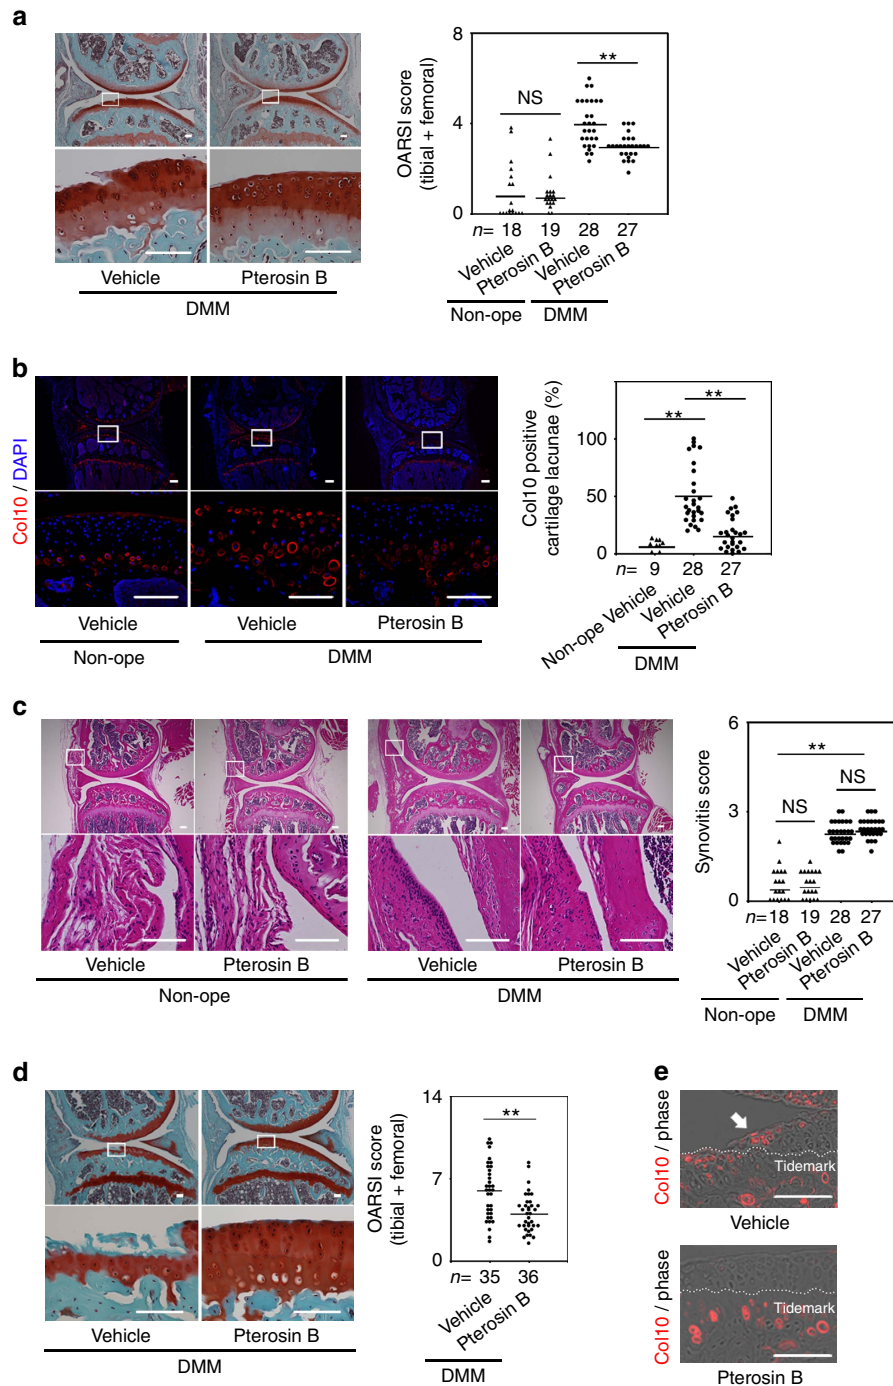 a
Vehicle
Pterosin B
DMM
OARSI score
(tibial + femoral)
8
4
0
NS
**
n= 18 19 28 27
Vehicle
Pterosin B
Vehicle
Pterosin B
Non-ope
DMM
b
Col10 / DAPI
Vehicle
Vehicle
Pterosin B
Non-ope
DMM
Col10 positive
cartilage lacunae (%)
100
50
0
**
**
n= 9 28 27
Non-ope Vehicle
Vehicle
Pterosin B
DMM
c
Vehicle
Pterosin B
Vehicle
Pterosin B
Non-ope
DMM
Synovitis score
6
3
0
**
NS
NS
n= 18 19 28 27
Vehicle
Pterosin B
Vehicle
Pterosin B
Non-ope
DMM
d
Vehicle
Pterosin B
DMM
OARSI score
(tibial + femoral)
14
7
0
**
n= 35 36
Vehicle
Pterosin B
DMM
e
Col10 / phase
Tidemark
Vehicle
Col10 / phase
Tidemark
Pterosin B